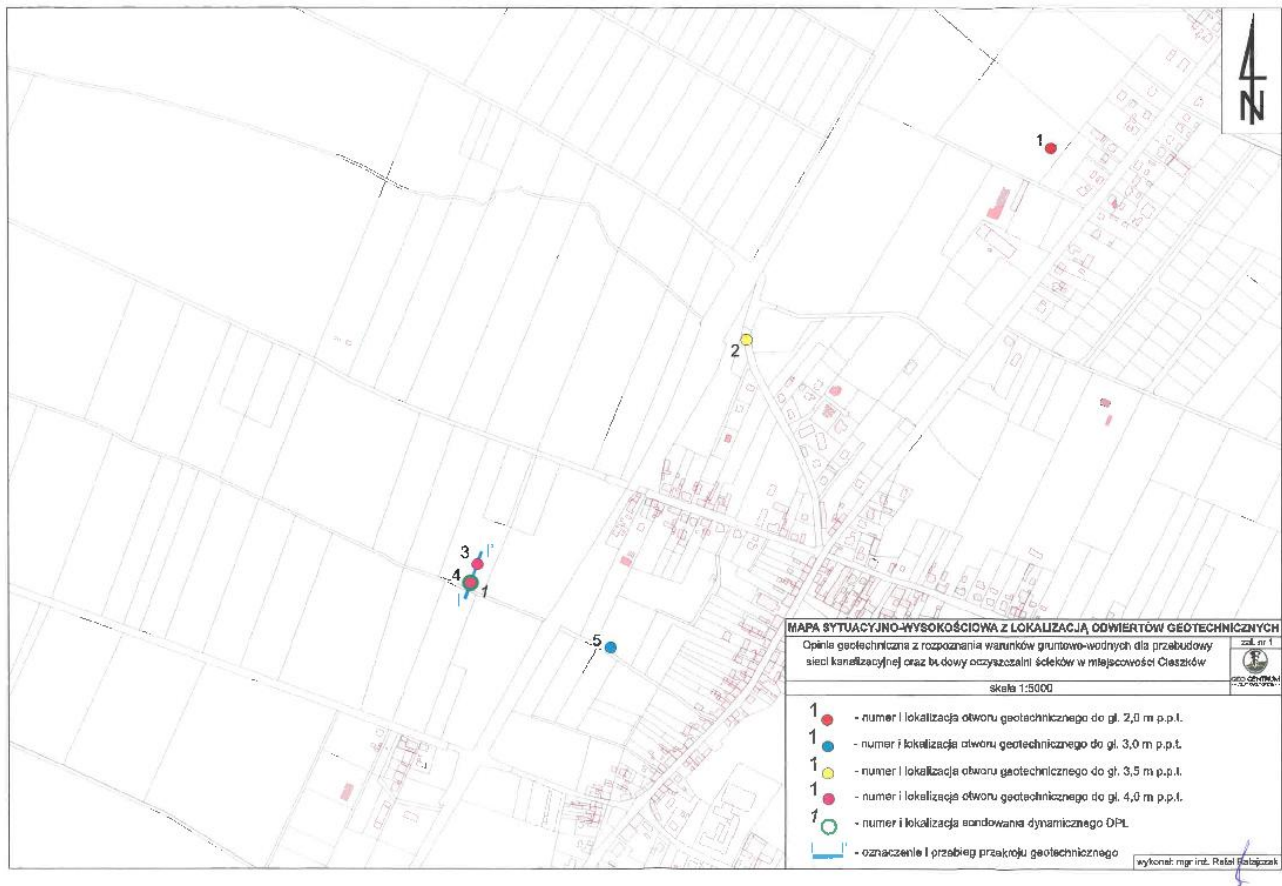 N
1
2
3
I'
4
1
I
5
MAPA SYTUACYJNO-WYSOKOŚCIOWA Z LOKALIZACJĄ ODWIERTÓW GEOTECHNICZNYCH
Opinia geotechniczna z rozpoznania warunków gruntowo-wodnych dla przebudowy
sieci kanalizacyjnej oraz budowy oczyszczalni ścieków w miejscowości Cieszków
zał. nr 1
GEO CENTRUM
skala 1:5000
1 - numer i lokalizacja otworu geotechnicznego do gł. 2,0 m p.p.t.
1 - numer i lokalizacja otworu geotechnicznego do gł. 3,0 m p.p.t.
1 - numer i lokalizacja otworu geotechnicznego do gł. 3,5 m p.p.t.
1 - numer i lokalizacja otworu geotechnicznego do gł. 4,0 m p.p.t.
1 - numer i lokalizacja sondowania dynamicznego DPL
I I' - oznaczenie i przebieg przekroju geotechnicznego
wykonał: mgr inż. Rafał Ratajczak